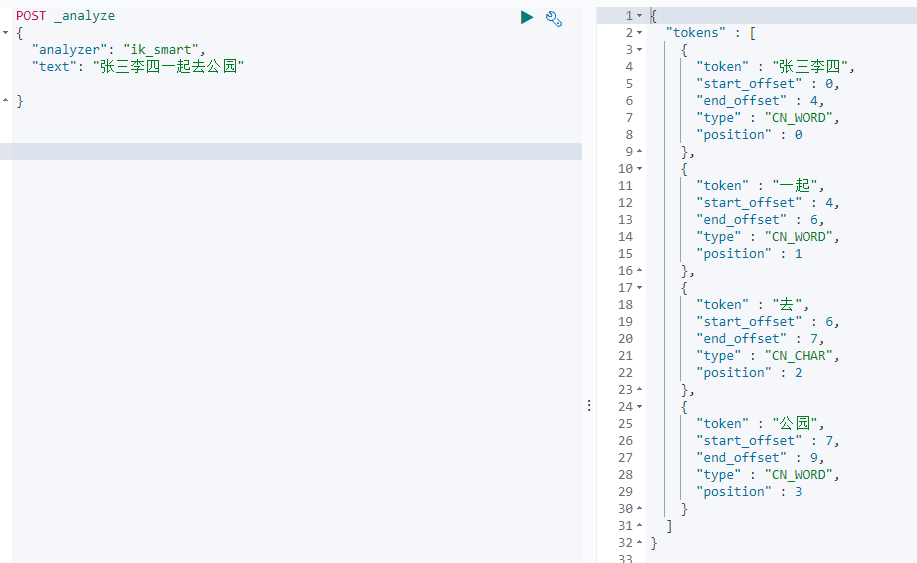 POST _analyze
{
"analyzer": "ik_smart",
"text": "张三李四一起去公园"
}
1 {
2 "tokens" : [
3 {
4 "token" : "张三李四",
5 "start_offset" : 0,
6 "end_offset" : 4,
7 "type" : "CN_WORD",
8 "position" : 0
9 },
10 {
11 "token" : "一起",
12 "start_offset" : 4,
13 "end_offset" : 6,
14 "type" : "CN_WORD",
15 "position" : 1
16 },
17 {
18 "token" : "去",
19 "start_offset" : 6,
20 "end_offset" : 7,
21 "type" : "CN_CHAR",
22 "position" : 2
23 },
24 {
25 "token" : "公园",
26 "start_offset" : 7,
27 "end_offset" : 9,
28 "type" : "CN_WORD",
29 "position" : 3
30 }
31 ]
32 }
33